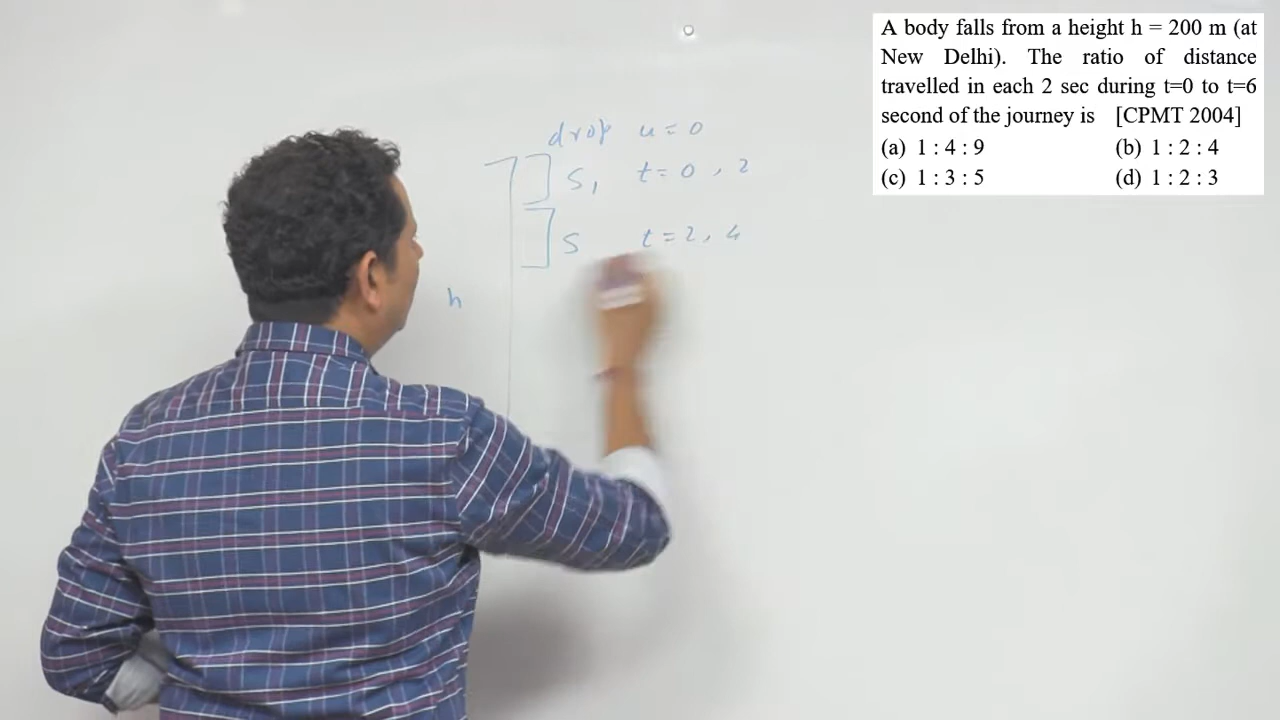 A body falls from a height h = 200 m (at
New Delhi). The ratio of distance
travelled in each 2 sec during t=0 to t=6
second of the journey is [CPMT 2004]
(a) 1 : 4 : 9 (b) 1 : 2 : 4
(c) 1 : 3 : 5 (d) 1 : 2 : 3
drop u = 0
S₁ t = 0 , 2
S t = 2 , 4
h